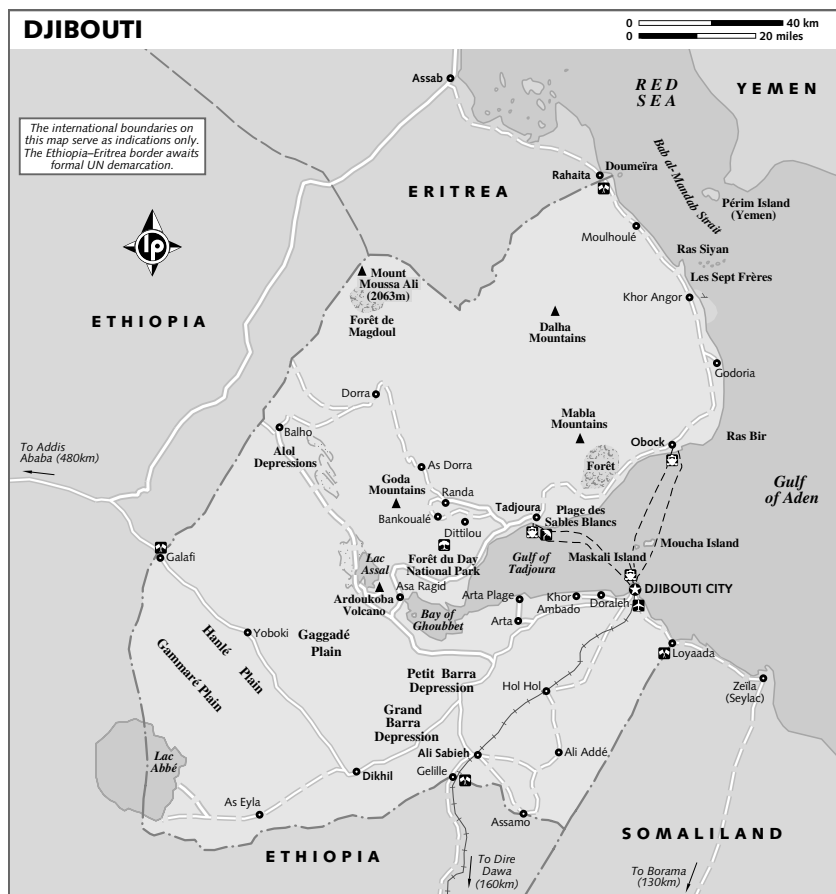 DJIBOUTI
0 40 km
0 20 miles
RED
SEA
YEMEN
Assab
The international boundaries on
this map serve as indications only.
The Ethiopia–Eritrea border awaits
formal UN demarcation.
Bab al-Mandab Strait
Rahaita
Doumeïra
ERITREA
Périm Island
(Yemen)
lp
Moulhoulé
Ras Siyan
Les Sept Frères
Mount
Moussa Ali
(2063m)
Khor Angor
ETHIOPIA
Forêt de
Magdoul
Dalha
Mountains
Godoria
Dorra
Mabla
Mountains
Balho
Obock
Ras Bir
To Addis
Ababa (480km)
Alol
Depressions
As Dorra
Forêt
Goda
Mountains
Randa
Gulf
of Aden
Bankoualé
Tadjoura
Plage des
Sables Blancs
Dittilou
Galafi
Lac
Assal
Forêt du Day
National Park
Gulf of
Tadjoura
Maskali Island
Moucha Island
Ardoukoba
Volcano
Asa Ragid
Arta Plage
Khor
Ambado
Doraleh
DJIBOUTI CITY
Bay of
Ghoubbet
Arta
Yoboki
Hanlé Plain
Gaggadé
Plain
Gammaré Plain
Loyaada
Petit Barra
Depression
Hol Hol
Zeïla
(Seylac)
Grand
Barra
Depression
Lac
Abbé
Ali Sabieh
Ali Addé
Dikhil
Gelille
As Eyla
Assamo
SOMALILAND
ETHIOPIA
To Dire
Dawa
(160km)
To Borama
(130km)